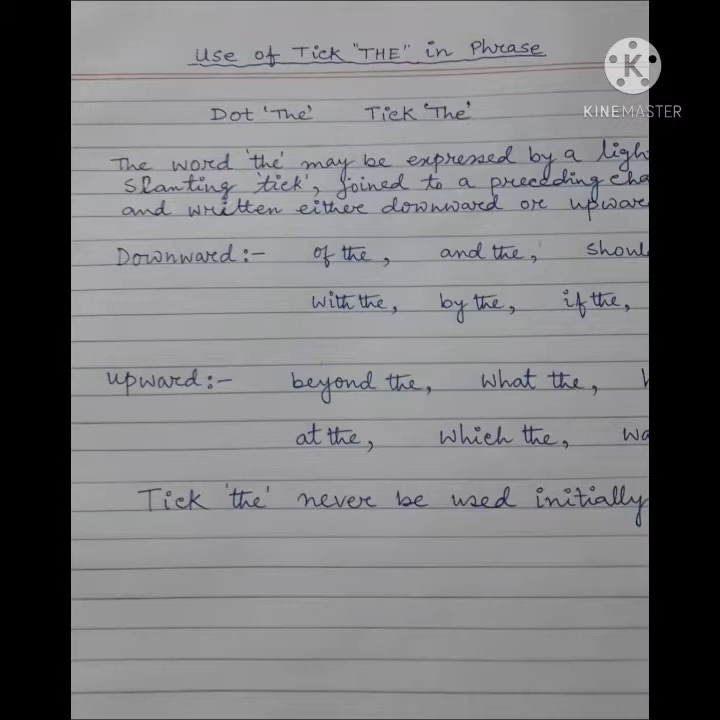 Use of Tick "THE" in Phrase
K
KINEMASTER
Dot 'The' Tick 'The'
The word 'the' may be expressed by a ligh
Slanting 'tick', joined to a preceding cha
and written either downward or upwar
Downward:- of the, and the, shoul
with the, by the, if the,
upward:- beyond the, what the,
at the, which the, wa
Tick 'the' never be used initially